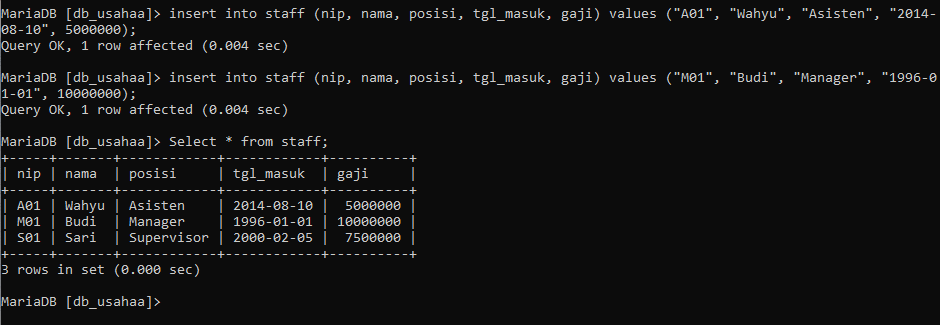 MariaDB [db_usahaa]> insert into staff (nip, nama, posisi, tgl_masuk, gaji) values ("A01", "Wahyu", "Asisten", "2014-
08-10", 5000000);
Query OK, 1 row affected (0.004 sec)
MariaDB [db_usahaa]> insert into staff (nip, nama, posisi, tgl_masuk, gaji) values ("M01", "Budi", "Manager", "1996-0
1-01", 10000000);
Query OK, 1 row affected (0.004 sec)
MariaDB [db_usahaa]> Select * from staff;
+-----+-------+------------+------------+----------+
| nip | nama  | posisi     | tgl_masuk  | gaji     |
+-----+-------+------------+------------+----------+
| A01 | Wahyu | Asisten    | 2014-08-10 |  5000000 |
| M01 | Budi  | Manager    | 1996-01-01 | 10000000 |
| S01 | Sari  | Supervisor | 2000-02-05 |  7500000 |
+-----+-------+------------+------------+----------+
3 rows in set (0.000 sec)
MariaDB [db_usahaa]>